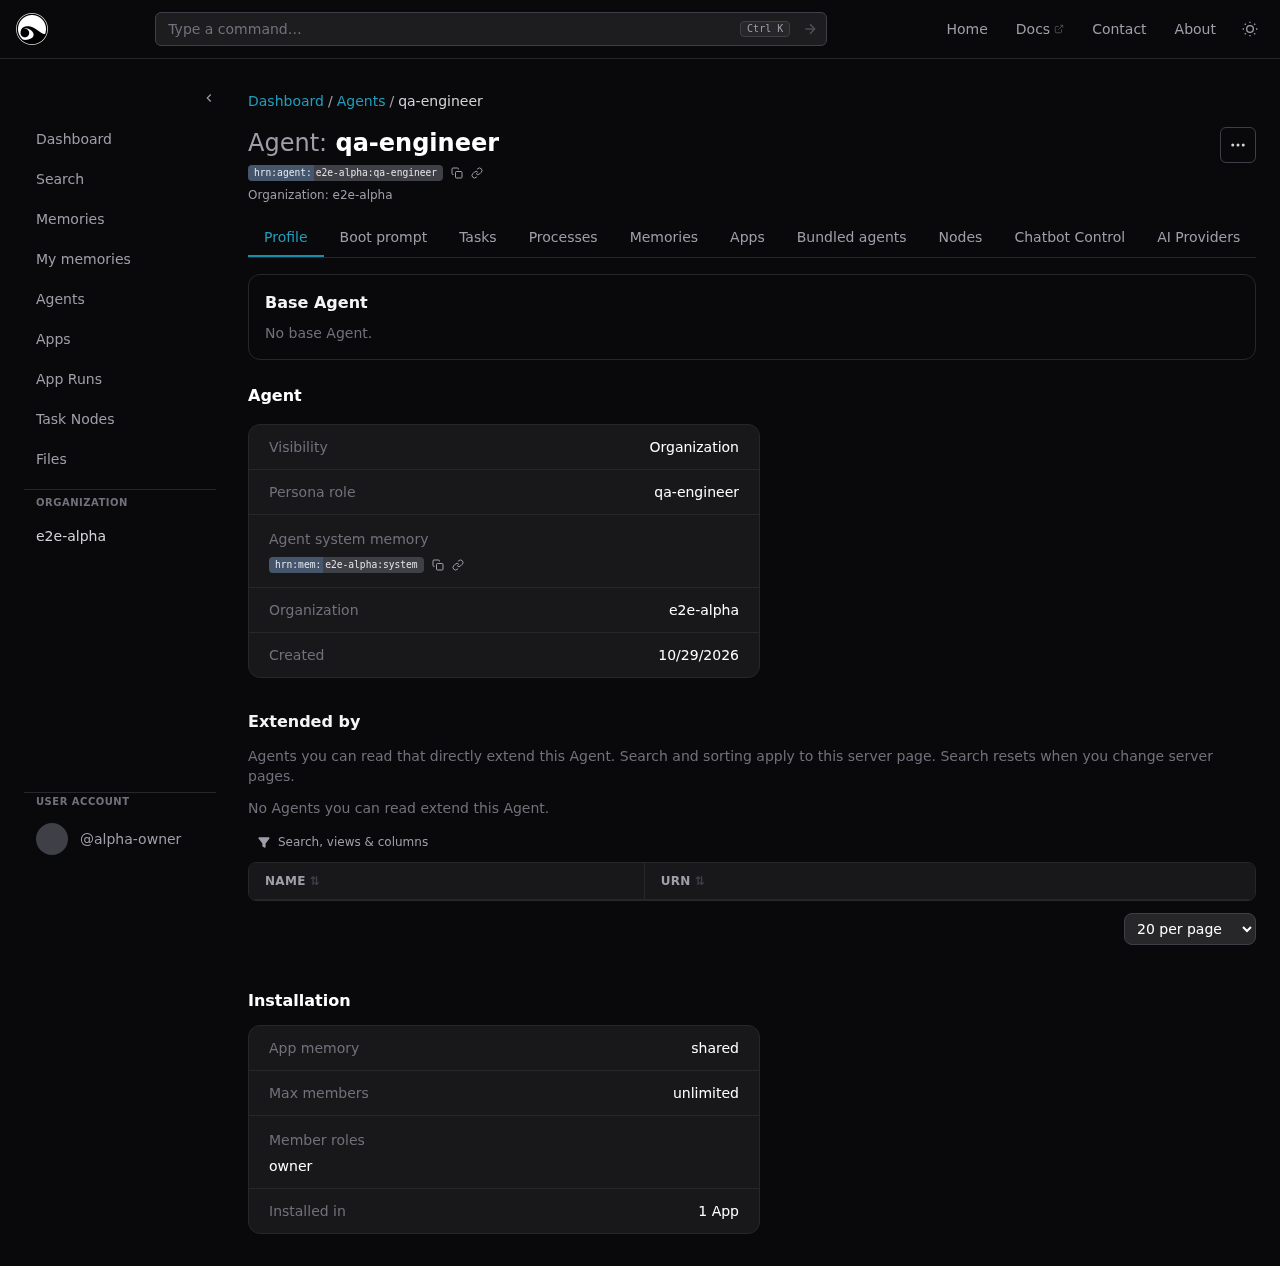 Type a command...
Ctrl K
Home
Docs
Contact
About
Dashboard
Search
Memories
My memories
Agents
Apps
App Runs
Task Nodes
Files
ORGANIZATION
e2e-alpha
USER ACCOUNT
@alpha-owner
Dashboard / Agents / qa-engineer
Agent: qa-engineer
hrn:agent: e2e-alpha:qa-engineer
Organization: e2e-alpha
Profile
Boot prompt
Tasks
Processes
Memories
Apps
Bundled agents
Nodes
Chatbot Control
AI Providers
Base Agent
No base Agent.
Agent
Visibility Organization
Persona role qa-engineer
Agent system memory
hrn:mem: e2e-alpha:system
Organization e2e-alpha
Created 10/29/2026
Extended by
Agents you can read that directly extend this Agent. Search and sorting apply to this server page. Search resets when you change server
pages.
No Agents you can read extend this Agent.
Search, views & columns
NAME ⇅ URN ⇅
20 per page
Installation
App memory shared
Max members unlimited
Member roles
owner
Installed in 1 App